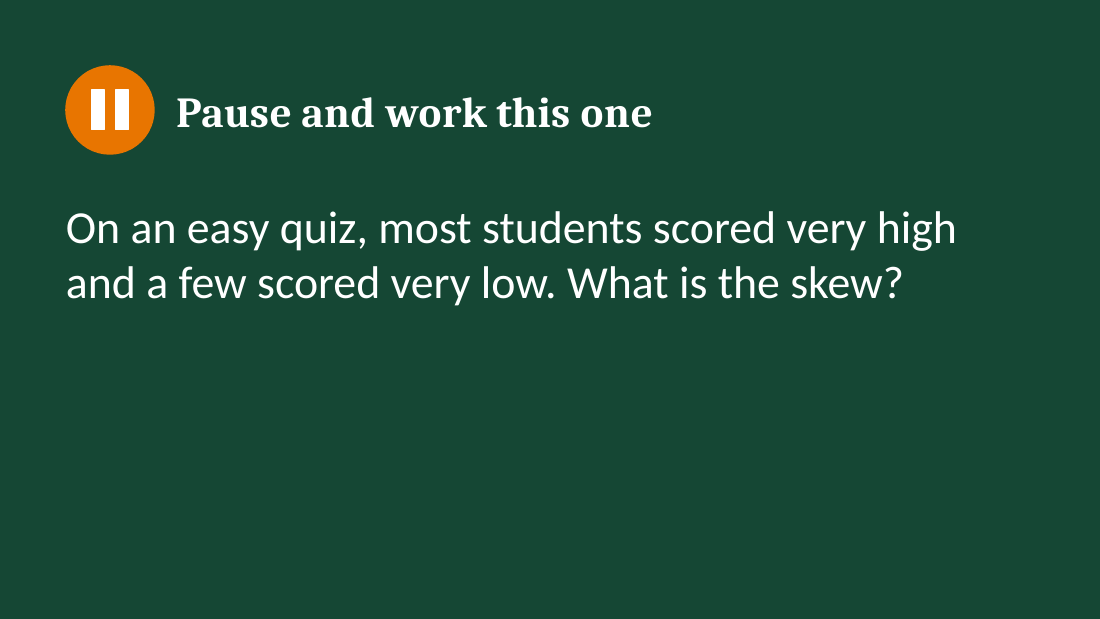 Pause and work this one
On an easy quiz, most students scored very high
and a few scored very low. What is the skew?